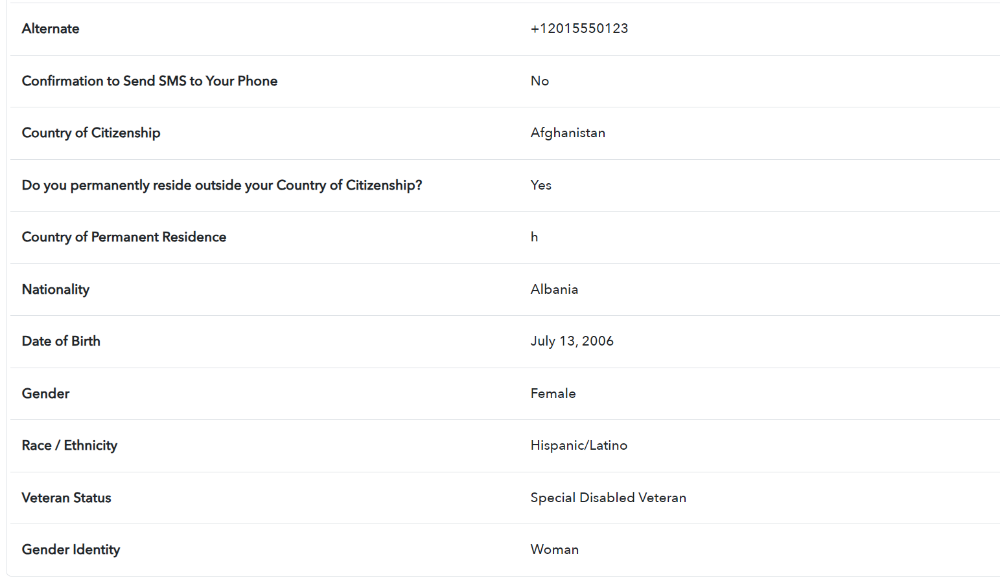 Alternate +12015550123
Confirmation to Send SMS to Your Phone No
Country of Citizenship Afghanistan
Do you permanently reside outside your Country of Citizenship? Yes
Country of Permanent Residence h
Nationality Albania
Date of Birth July 13, 2006
Gender Female
Race / Ethnicity Hispanic/Latino
Veteran Status Special Disabled Veteran
Gender Identity Woman